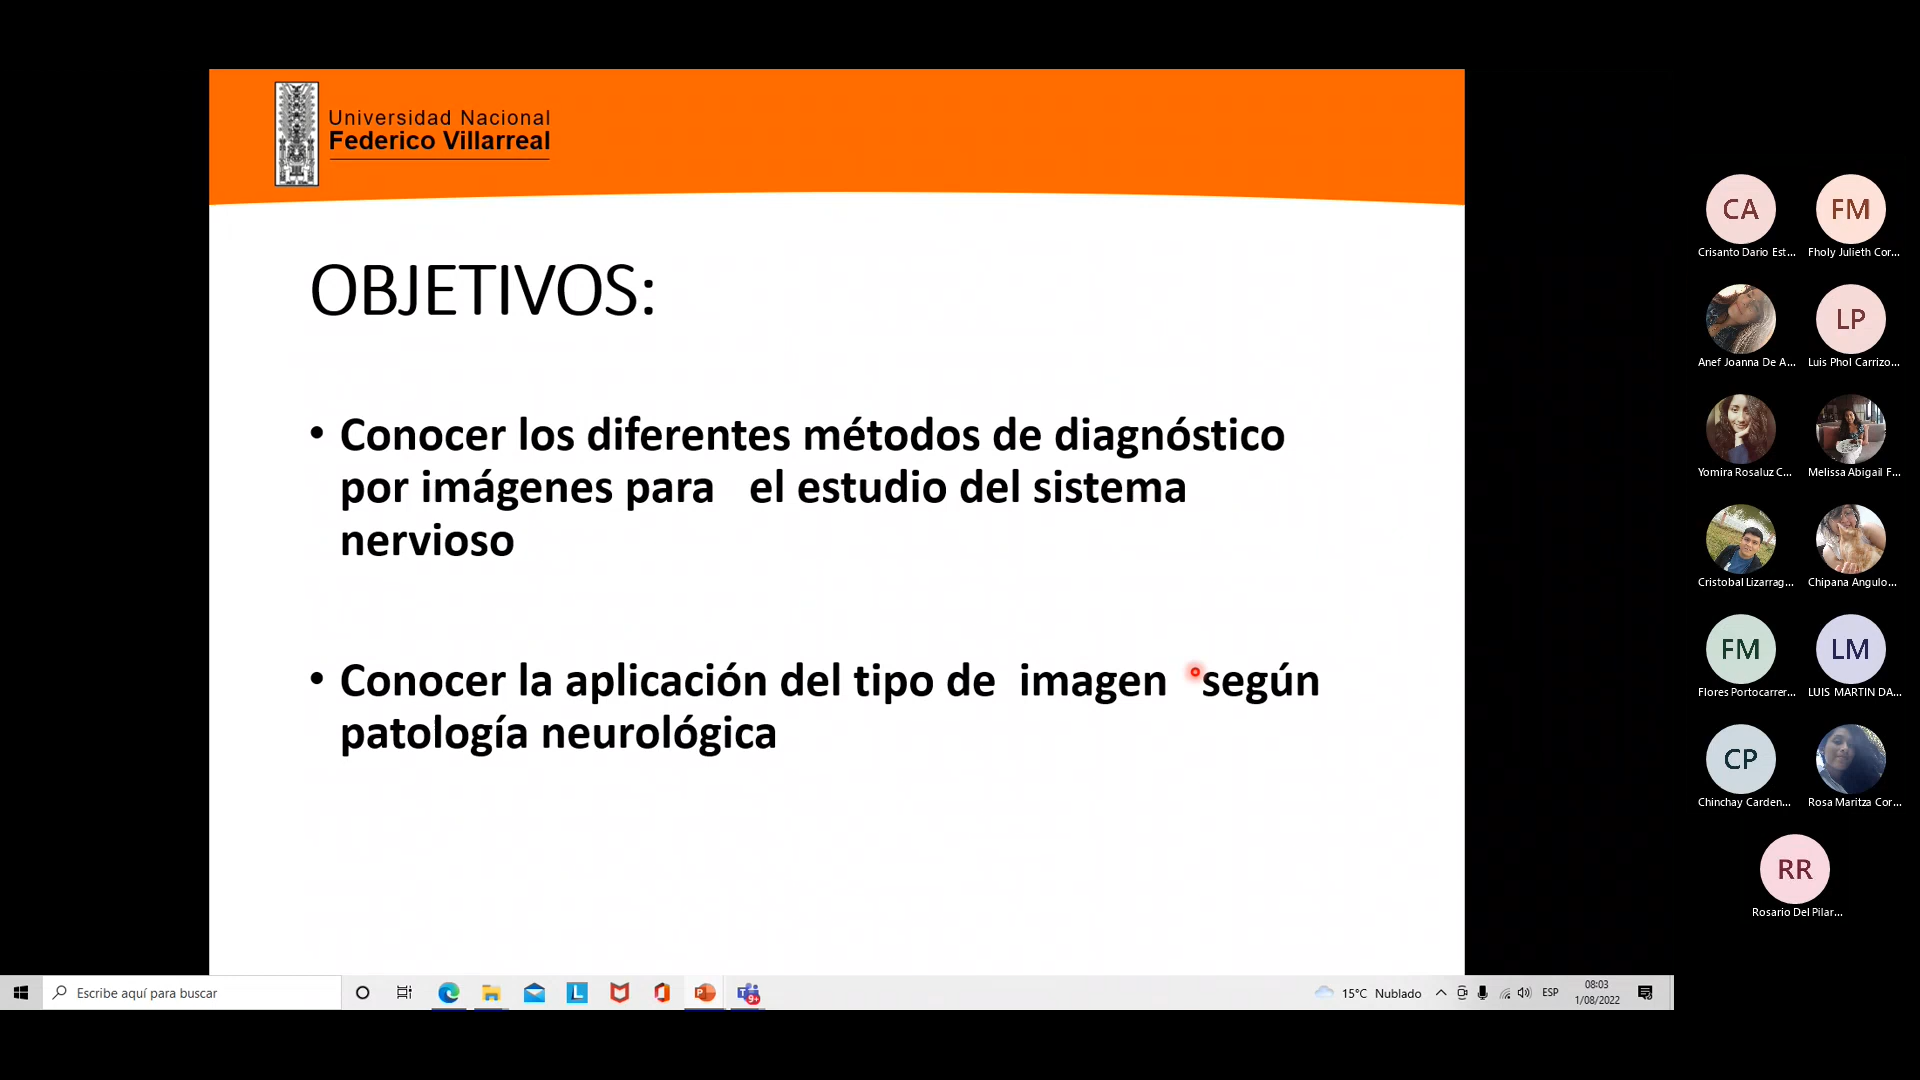 Universidad Nacional
Federico Villarreal
OBJETIVOS:
• Conocer los diferentes métodos de diagnóstico
por imágenes para el estudio del sistema
nervioso
• Conocer la aplicación del tipo de imagen según
patología neurológica
CA
FM
Crisanto Dario Est...
Fholy Julieth Cor...
LP
Anef Joanna De A...
Luis Phol Carrizo...
Yomira Rosaluz C...
Melissa Abigail F...
Cristobal Lizarrag...
Chipana Angulo...
FM
LM
Flores Portocarrer...
LUIS MARTIN DA...
CP
Chinchay Carden...
Rosa Maritza Cor...
RR
Rosario Del Pilar...
Escribe aquí para buscar
L
P
9+
15°C Nublado
ESP
08:03
1/08/2022